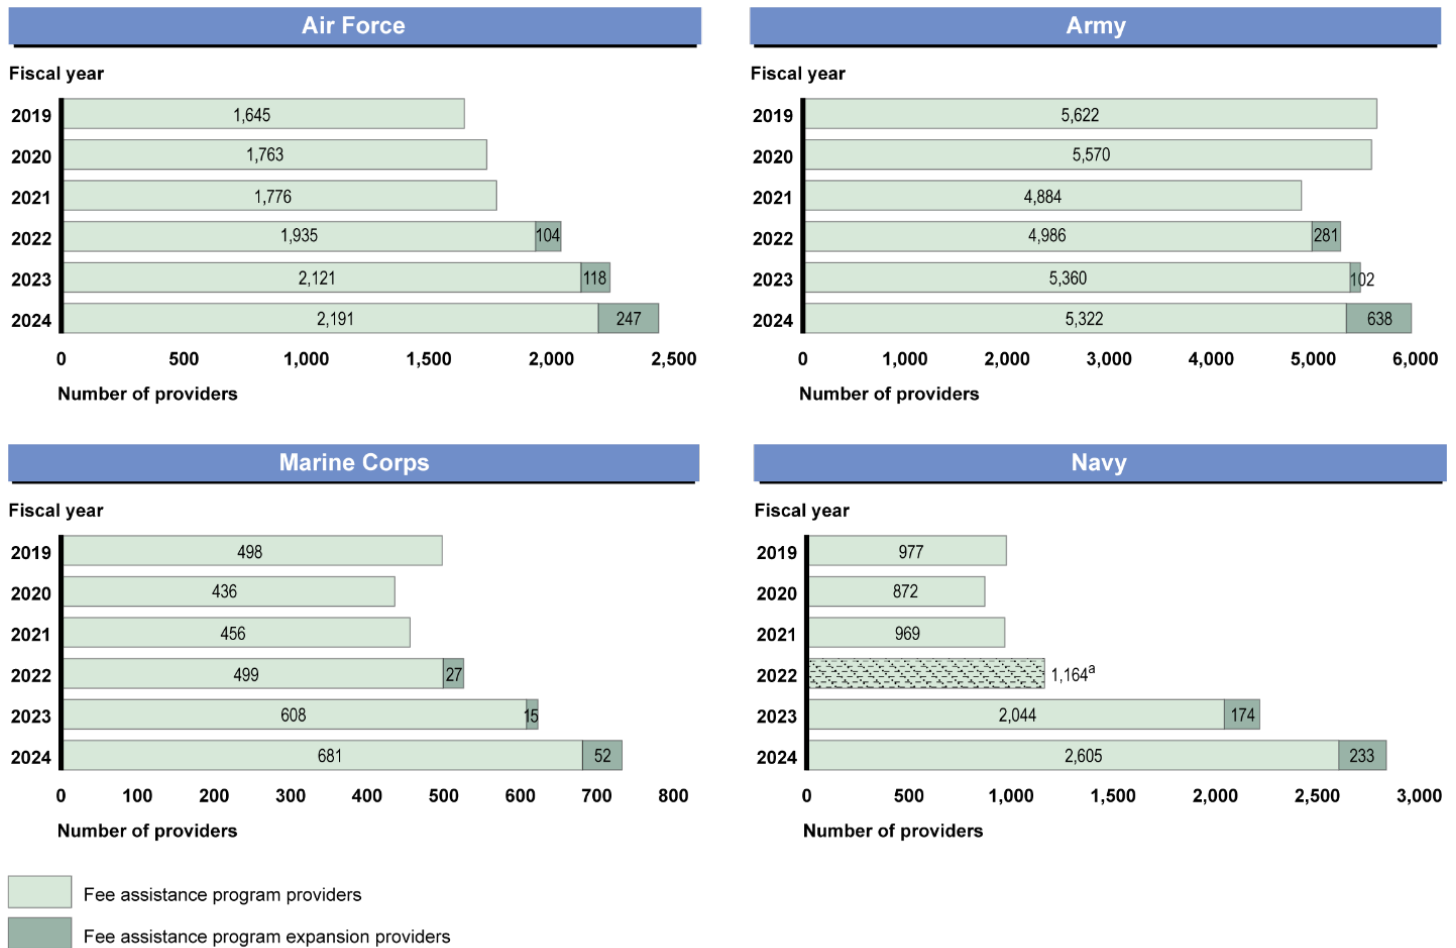 Air Force
Fiscal year
2019 1,645
2020 1,763
2021 1,776
2022 1,935 104
2023 2,121 118
2024 2,191 247
0 500 1,000 1,500 2,000 2,500
Number of providers
Army
Fiscal year
2019 5,622
2020 5,570
2021 4,884
2022 4,986 281
2023 5,360 102
2024 5,322 638
0 1,000 2,000 3,000 4,000 5,000 6,000
Number of providers
Marine Corps
Fiscal year
2019 498
2020 436
2021 456
2022 499 27
2023 608 15
2024 681 52
0 100 200 300 400 500 600 700 800
Number of providers
Navy
Fiscal year
2019 977
2020 872
2021 969
2022 1,164ᵃ
2023 2,044 174
2024 2,605 233
0 500 1,000 1,500 2,000 2,500 3,000
Number of providers
Fee assistance program providers
Fee assistance program expansion providers